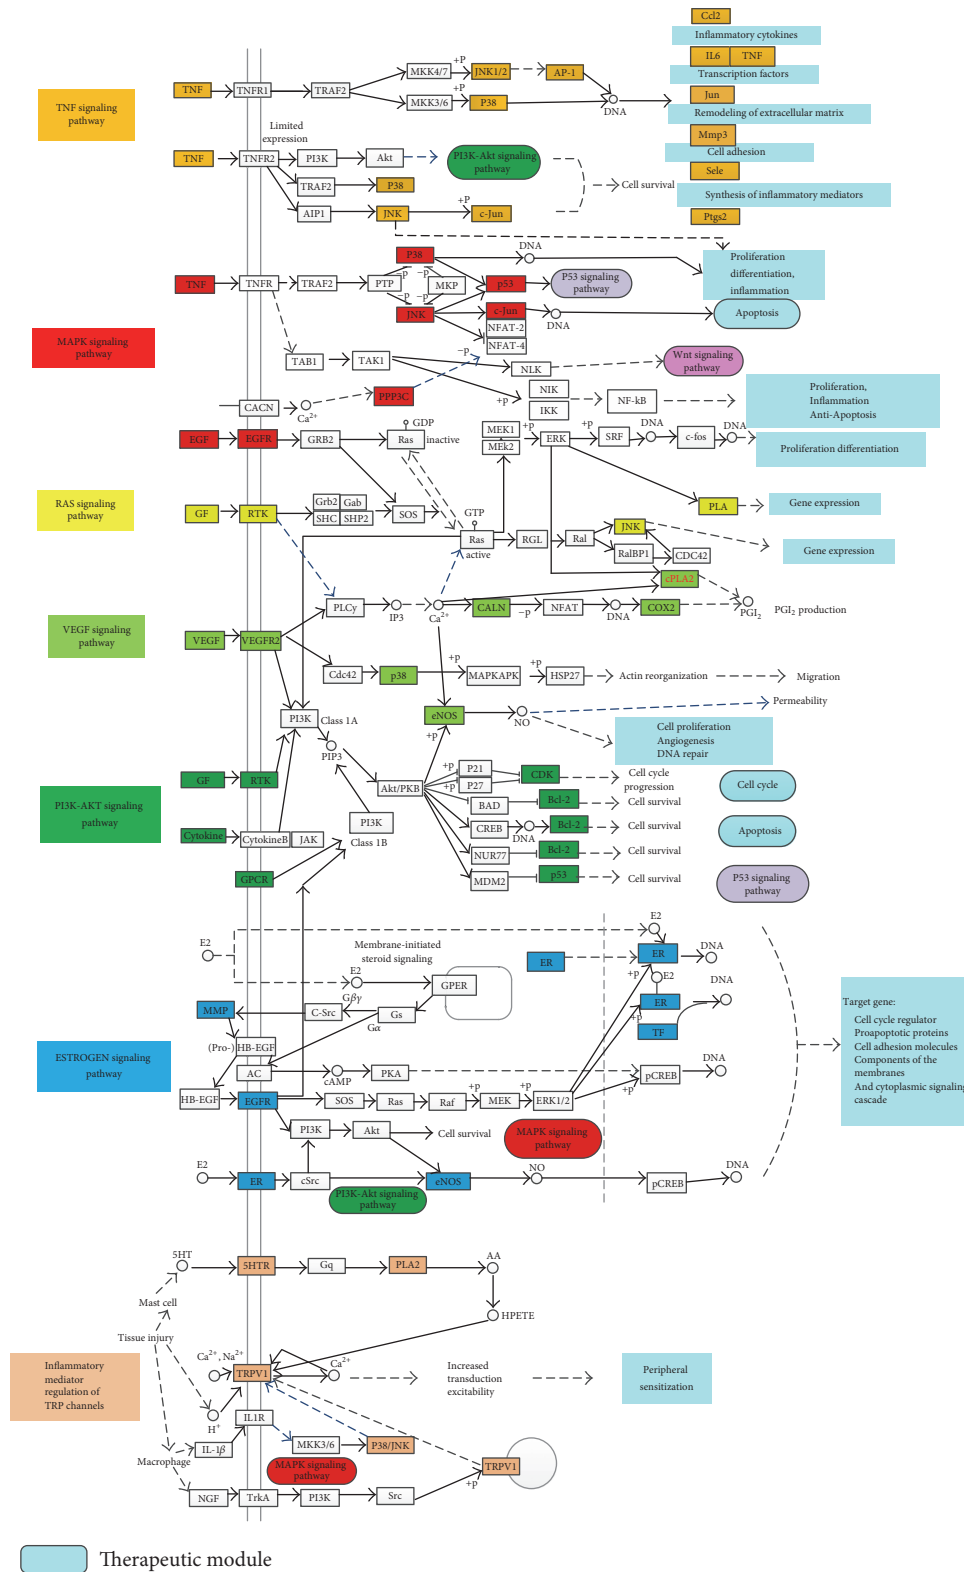 Ccl2
Inflammatory cytokines
IL6 TNF
Transcription factors
Jun
Remodeling of extracellular matrix
Mmp3
Cell adhesion
Sele
Synthesis of inflammatory mediators
Ptgs2
TNF signaling
pathway
TNF TNFR1 TRAF2 MKK4/7 +P JNK1/2 AP-1
MKK3/6 +P P38 DNA
Limited
expression
TNF TNFR2 PI3K Akt PI3K-Akt signaling
pathway
TRAF2 P38 Cell survival
AIP1 JNK +P c-Jun
MAPK signaling
pathway
TNF TNFR TRAF2 PTP MKP
P38 DNA
−p −p
−p −p
JNK
p53 P53 signaling
pathway
c-Jun DNA
NFAT-2
NFAT-4
Proliferation
differentiation,
inflammation
Apoptosis
TAB1 TAK1 −p NLK Wnt signaling
pathway
+p NIK
IKK
NF-kB
Proliferation,
Inflammation
Anti-Apoptosis
CACN Ca2+ PPP3C
EGF EGFR GRB2 Ras inactive GDP
MEK1 +p
MEk2
ERK +p SRF DNA c-fos DNA
Proliferation differentiation
RAS signaling
pathway
GF RTK Grb2 Gab
SHC SHP2
SOS GTP
Ras
active
RGL Ral JNK
RalBP1 CDC42
PLA Gene expression
Gene expression
cPLA2
VEGF signaling
pathway
PLCγ IP3 Ca2+ CALN −p NFAT DNA COX2 PGI2 PGI2 production
VEGF VEGFR2
Cdc42 p38 +p MAPKAPK +p HSP27 Actin reorganization Migration
PI3K Class 1A
PIP3
eNOS +p NO Permeability
Cell proliferation
Angiogenesis
DNA repair
PI3K-AKT signaling
pathway
GF RTK
Cytokine CytokineB JAK
GPCR
PI3K
Class 1B
Akt/PKB
+p P21
+p P27
CDK Cell cycle
progression
Cell cycle
BAD Bcl-2 Cell survival
CREB DNA Bcl-2 Cell survival
Apoptosis
NUR77 Bcl-2 Cell survival
MDM2 p53 Cell survival
P53 signaling
pathway
ESTROGEN signaling
pathway
E2
Membrane-initiated
steroid signaling
E2
GPER
E2
ER ER DNA
+p E2
ER DNA
+p
TF
MMP C-Src Gβγ Gs
Gα
(Pro-) HB-EGF
AC cAMP PKA pCREB DNA
+p
HB-EGF EGFR SOS Ras Raf +p MEK +p ERK1/2
PI3K Akt Cell survival
MAPK signaling
pathway
E2 ER cSrc eNOS NO pCREB DNA
PI3K-Akt signaling
pathway
Target gene:
Cell cycle regulator
Proapoptotic proteins
Cell adhesion molecules
Components of the
membranes
And cytoplasmic signaling
cascade
5HT 5HTR Gq PLA2 AA
Mast cell
HPETE
Tissue injury
Inflammatory
mediator
regulation of
TRP channels
Ca2+, Na2+ TRPV1 Ca2+
Increased
transduction
excitability
Peripheral
sensitization
H+
IL1R
Macrophage IL-1β MKK3/6 P38/JNK
MAPK signaling
pathway
TRPV1
+p
NGF TrkA PI3K Src
Therapeutic module